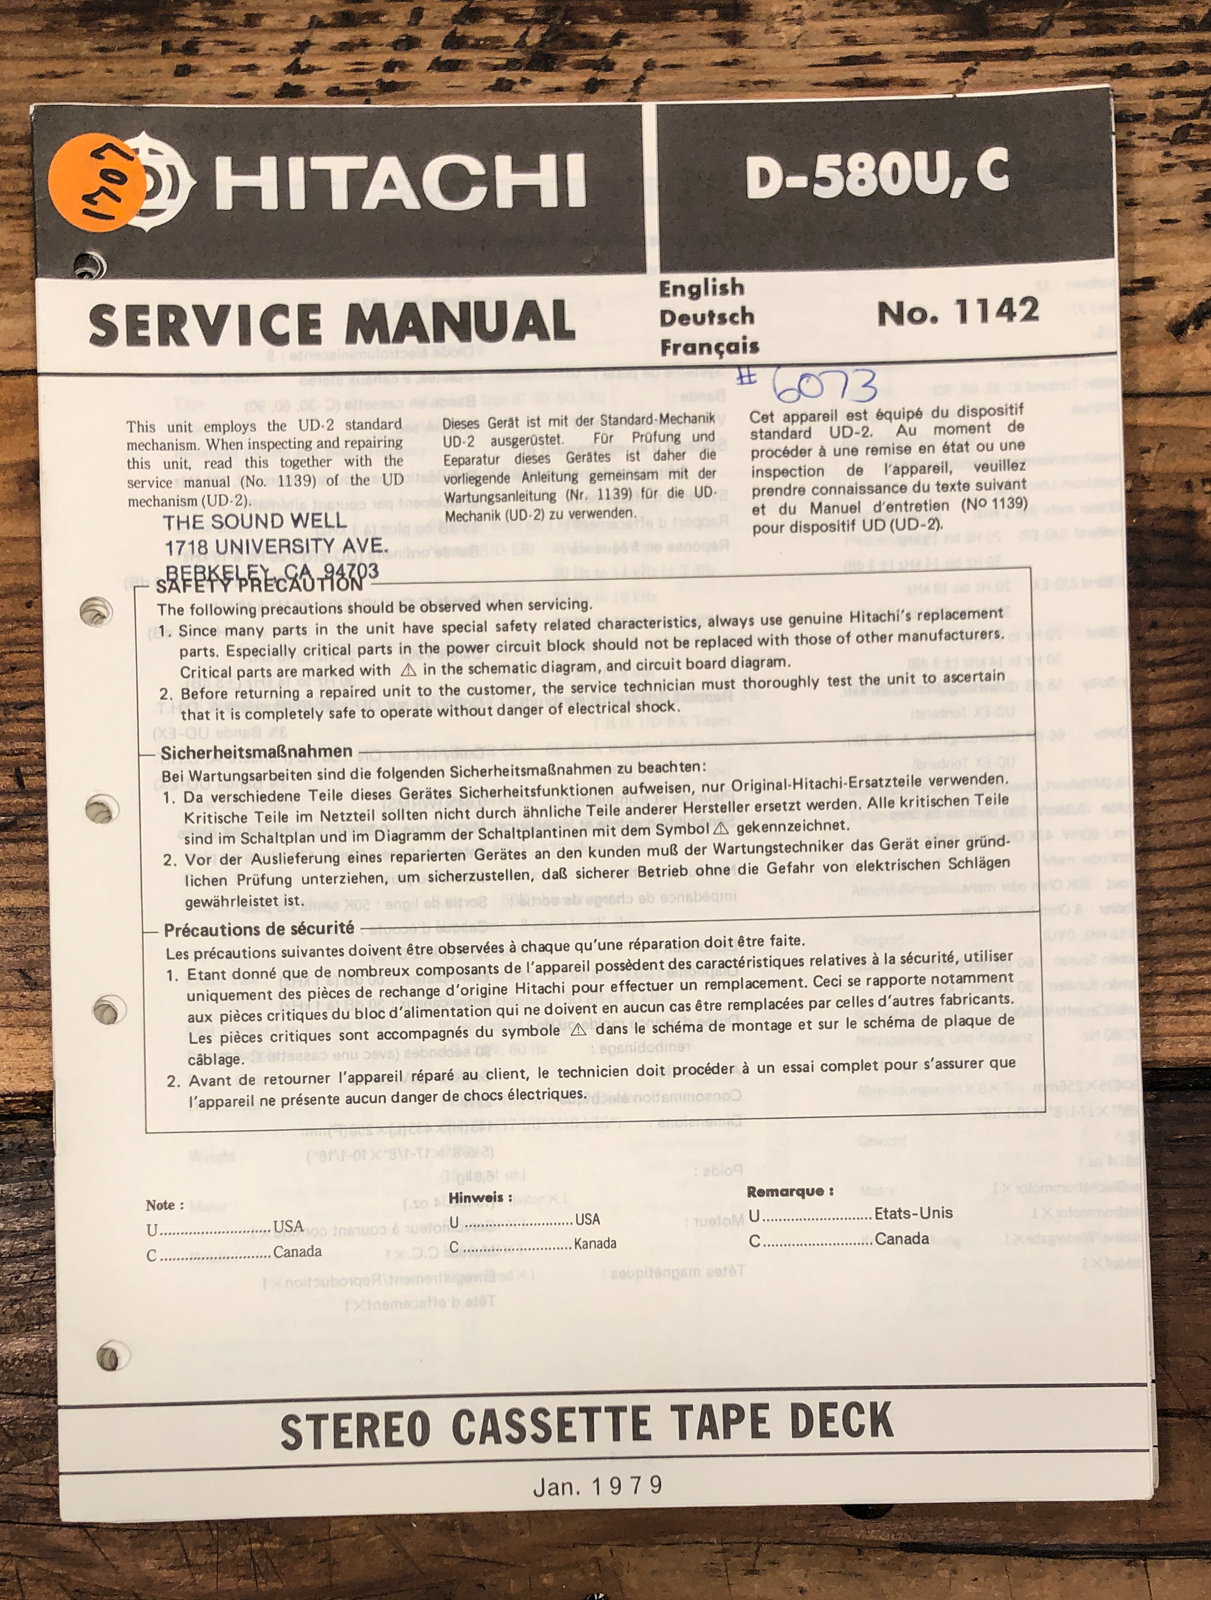 HITACHI
D-580U, C
SERVICE MANUAL
English
Deutsch
Français
No. 1142
# 6073
This unit employs the UD-2 standard
mechanism. When inspecting and repairing
this unit, read this together with the
service manual (No. 1139) of the UD
mechanism (UD-2).
Dieses Gerät ist mit der Standard-Mechanik
UD-2 ausgerüstet. Für Prüfung und
Eeparatur dieses Gerätes ist daher die
vorliegende Anleitung gemeinsam mit der
Wartungsanleitung (Nr. 1139) für die UD-
Mechanik (UD-2) zu verwenden.
Cet appareil est équipé du dispositif
standard UD-2. Au moment de
procéder à une remise en état ou une
inspection de l'appareil, veuillez
prendre connaissance du texte suivant
et du Manuel d'entretien (NO 1139)
pour dispositif UD (UD-2).
THE SOUND WELL
1718 UNIVERSITY AVE.
BERKELEY, CA 94703
SAFETY PRECAUTION
The following precautions should be observed when servicing.
1. Since many parts in the unit have special safety related characteristics, always use genuine Hitachi's replacement
parts. Especially critical parts in the power circuit block should not be replaced with those of other manufacturers.
Critical parts are marked with ⚠ in the schematic diagram, and circuit board diagram.
2. Before returning a repaired unit to the customer, the service technician must thoroughly test the unit to ascertain
that it is completely safe to operate without danger of electrical shock.
Sicherheitsmaßnahmen
Bei Wartungsarbeiten sind die folgenden Sicherheitsmaßnahmen zu beachten:
1. Da verschiedene Teile dieses Gerätes Sicherheitsfunktionen aufweisen, nur Original-Hitachi-Ersatzteile verwenden.
Kritische Teile im Netzteil sollten nicht durch ähnliche Teile anderer Hersteller ersetzt werden. Alle kritischen Teile
sind im Schaltplan und im Diagramm der Schaltplantinen mit dem Symbol ⚠ gekennzeichnet.
2. Vor der Auslieferung eines reparierten Gerätes an den kunden muß der Wartungstechniker das Gerät einer gründ-
lichen Prüfung unterziehen, um sicherzustellen, daß sicherer Betrieb ohne die Gefahr von elektrischen Schlägen
gewährleistet ist.
Précautions de sécurité
Les précautions suivantes doivent être observées à chaque qu'une réparation doit être faite.
1. Etant donné que de nombreux composants de l'appareil possèdent des caractéristiques relatives à la sécurité, utiliser
uniquement des pièces de rechange d'origine Hitachi pour effectuer un remplacement. Ceci se rapporte notamment
aux pièces critiques du bloc d'alimentation qui ne doivent en aucun cas être remplacées par celles d'autres fabricants.
Les pièces critiques sont accompagnés du symbole ⚠ dans le schéma de montage et sur le schéma de plaque de
câblage.
2. Avant de retourner l'appareil réparé au client, le technicien doit procéder à un essai complet pour s'assurer que
l'appareil ne présente aucun danger de chocs électriques.
Note :
U..........................USA
C..........................Canada
Hinweis :
U..........................USA
C..........................Kanada
Remarque :
U..........................Etats-Unis
C..........................Canada
STEREO CASSETTE TAPE DECK
Jan. 1979